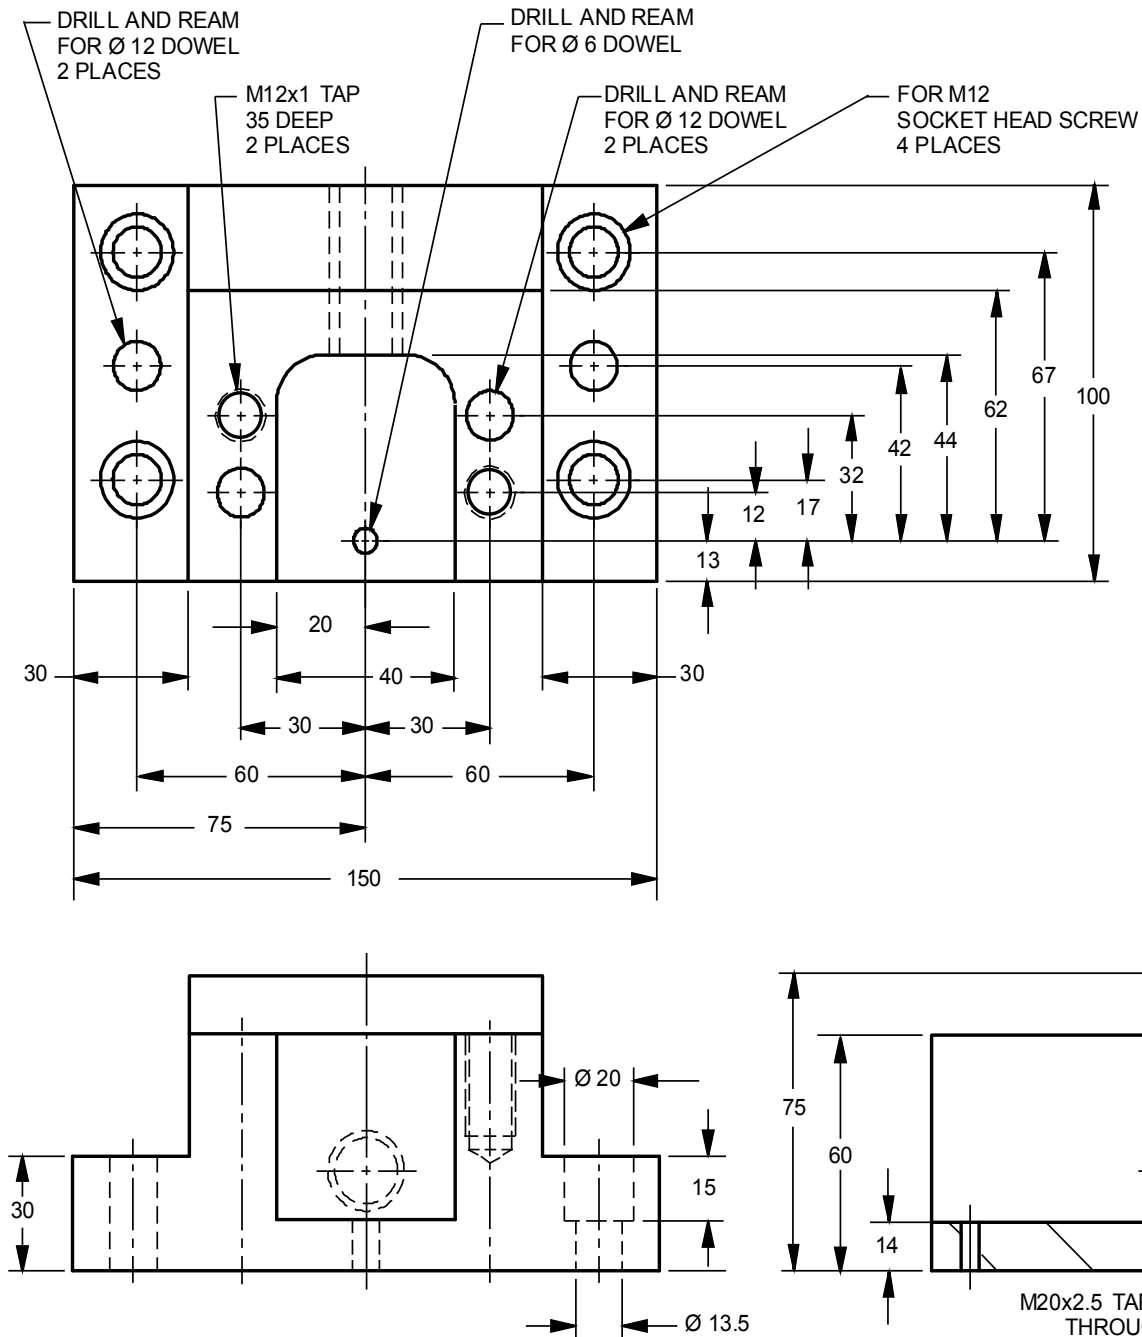 DRILL AND REAM
FOR Ø 12 DOWEL
2 PLACES
DRILL AND REAM
FOR Ø 6 DOWEL
M12x1 TAP
35 DEEP
2 PLACES
DRILL AND REAM
FOR Ø 12 DOWEL
2 PLACES
FOR M12
SOCKET HEAD SCREW
4 PLACES
67
100
62
42
44
32
17
12
13
20
30
40
30
30
30
60
60
75
150
Ø 20
75
60
15
30
14
Ø 13.5
M20x2.5